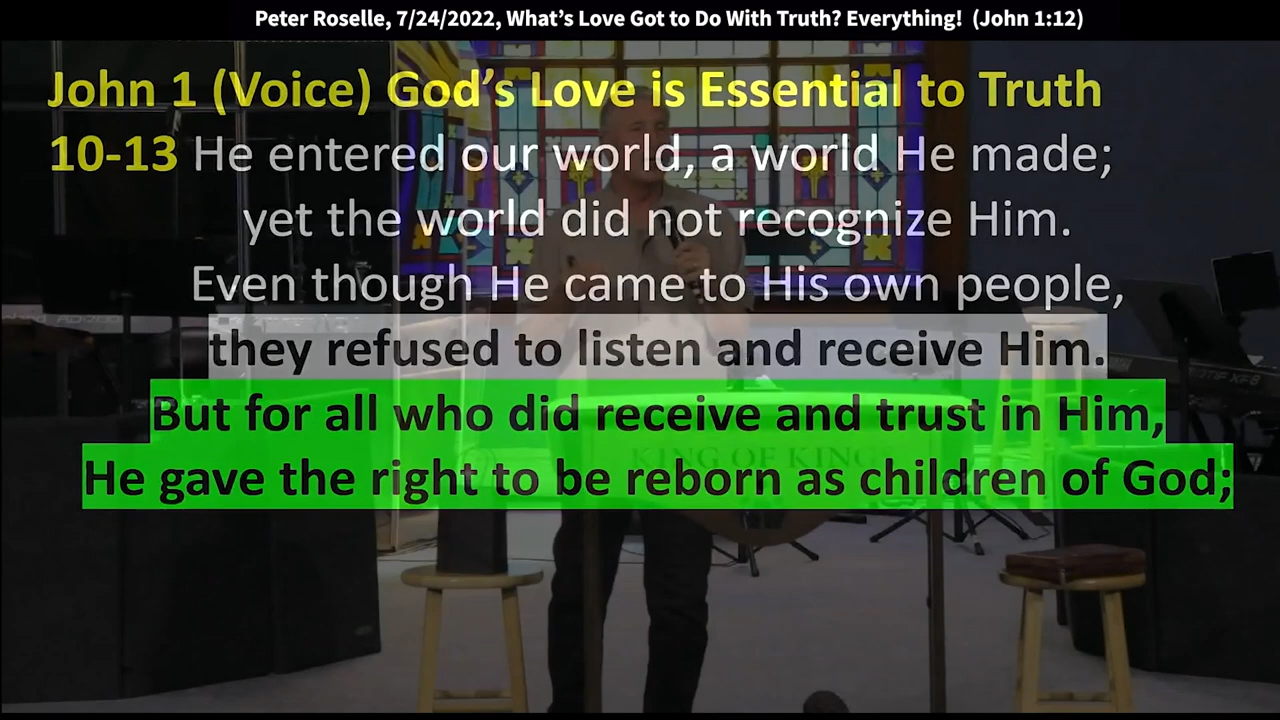 Peter Roselle, 7/24/2022, What’s Love Got to Do With Truth? Everything!  (John 1:12)
John 1 (Voice) God’s Love is Essential to Truth
10-13 He entered our world, a world He made;
yet the world did not recognize Him.
Even though He came to His own people,
they refused to listen and receive Him.
But for all who did receive and trust in Him,
He gave the right to be reborn as children of God;
KING OF KING